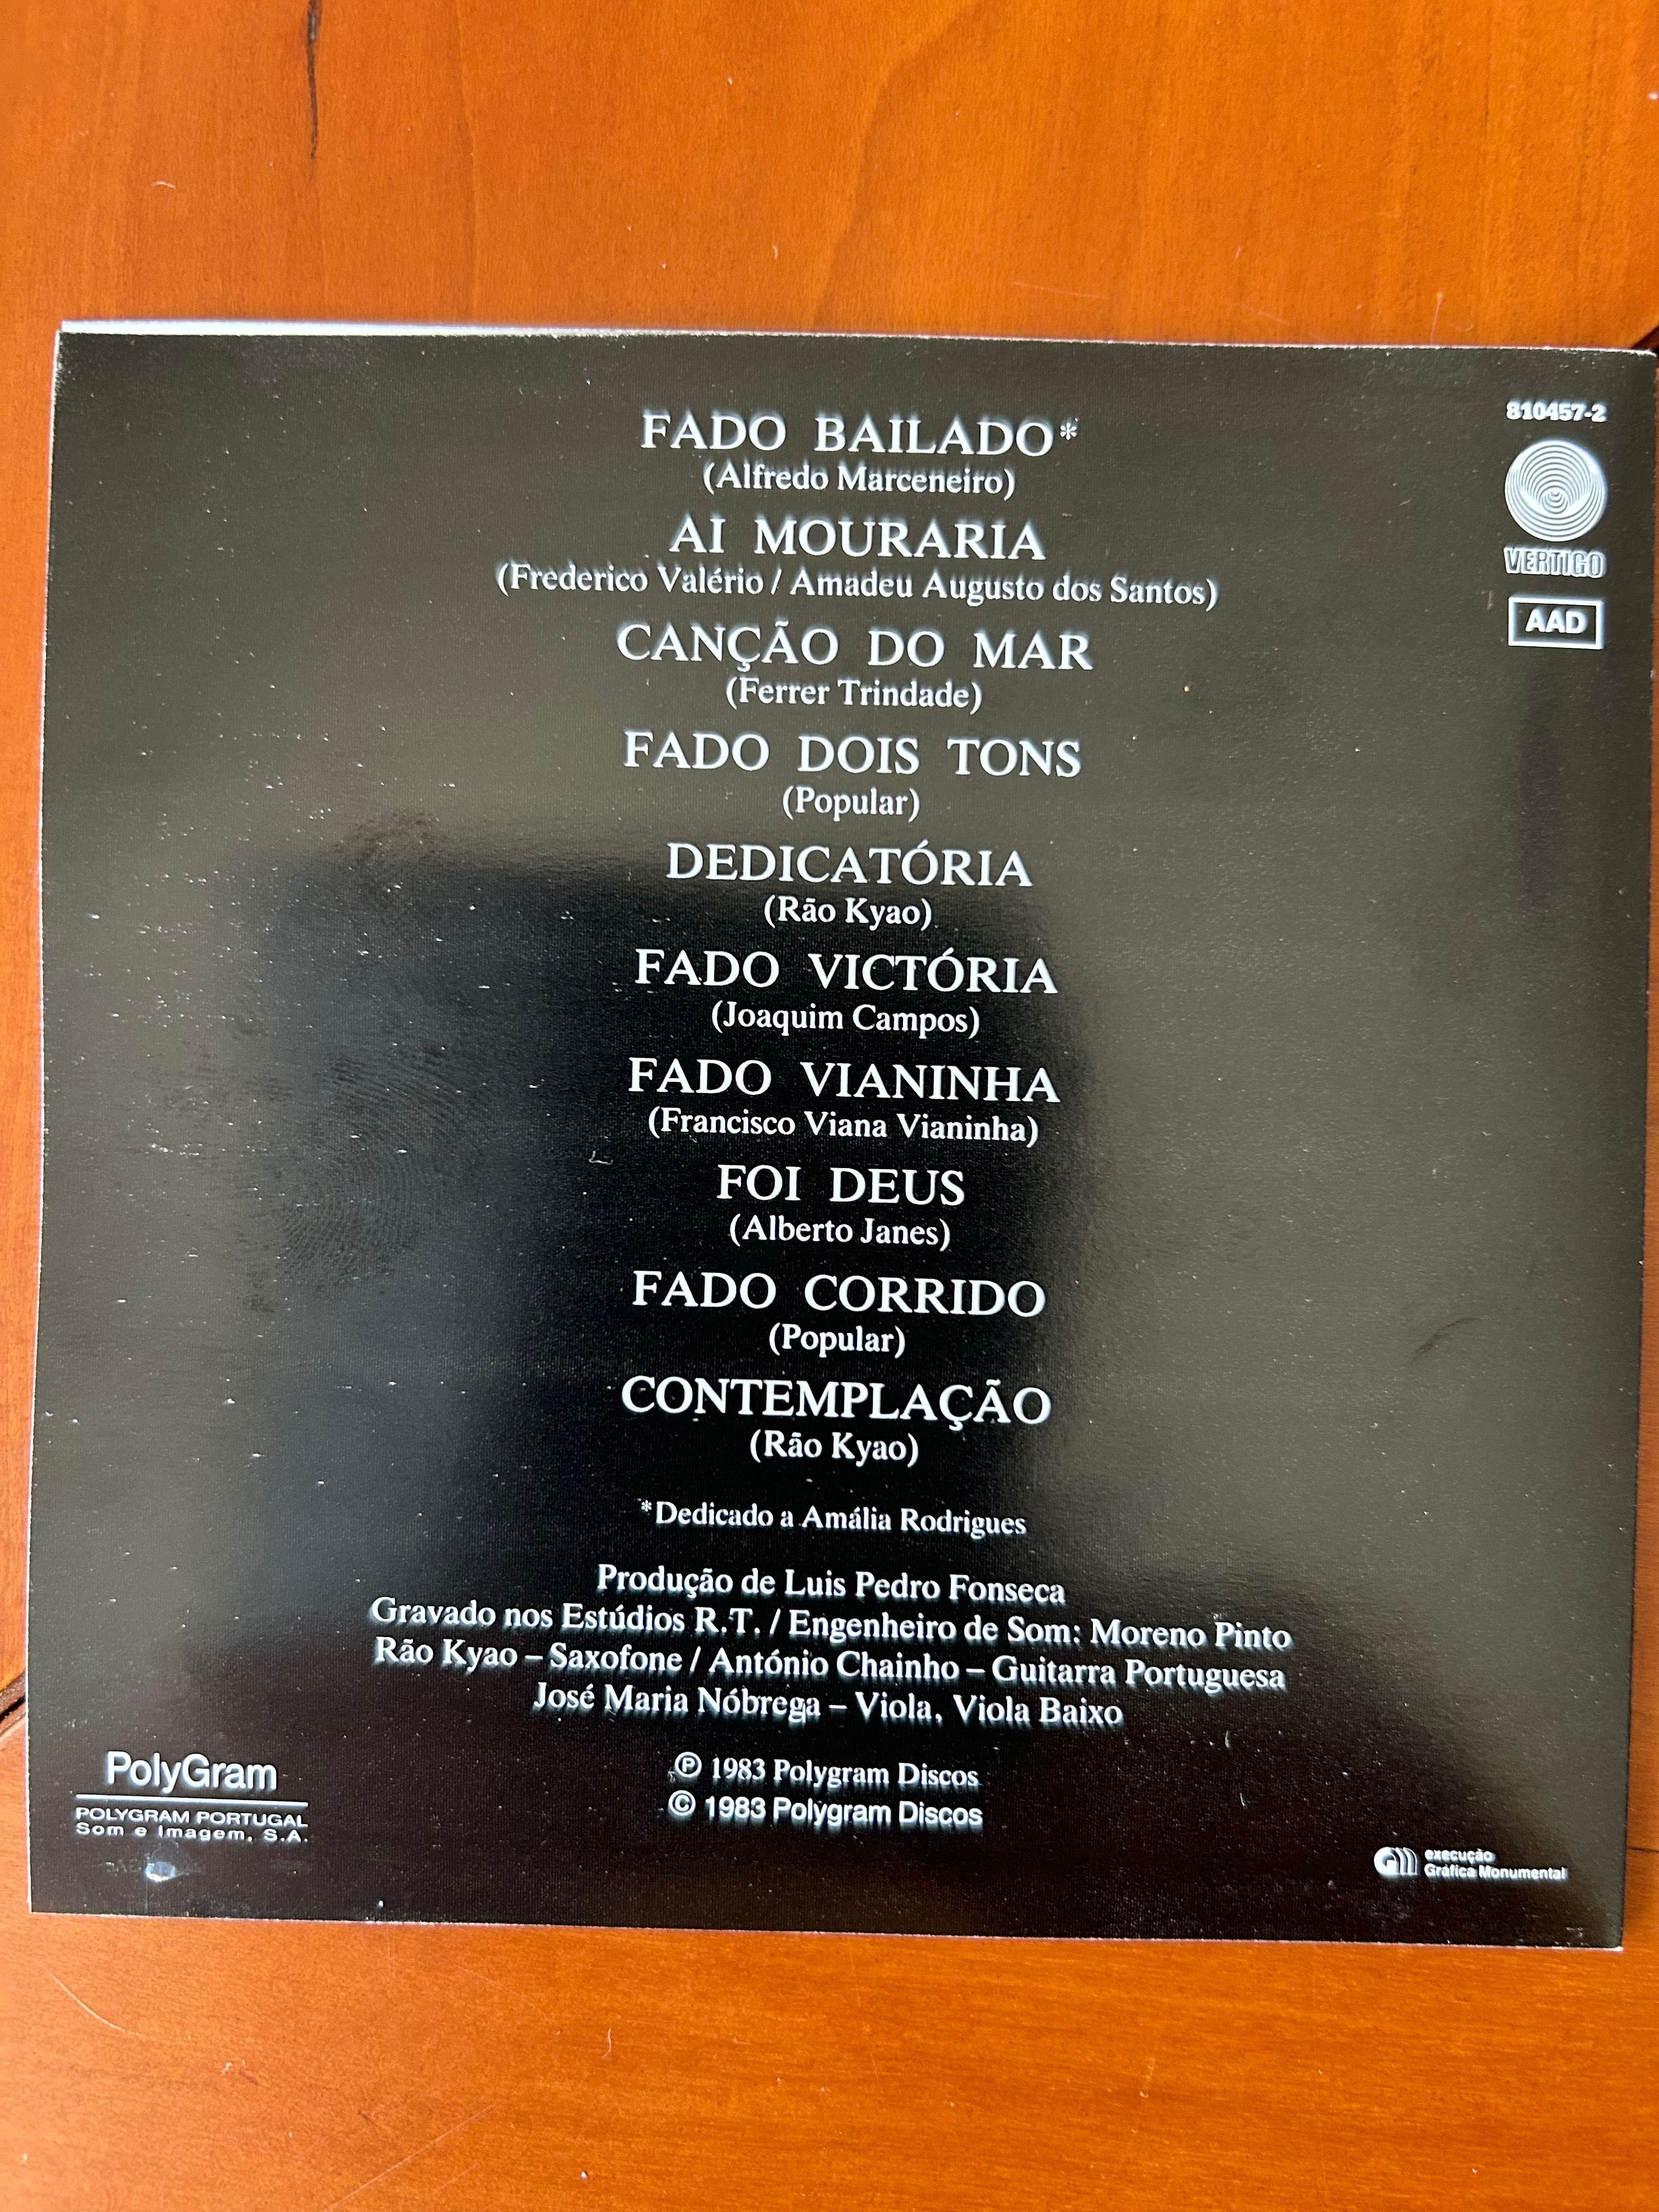 FADO BAILADO*
(Alfredo Marceneiro)
AI MOURARIA
(Frederico Valério / Amadeu Augusto dos Santos)
CANÇÃO DO MAR
(Ferrer Trindade)
FADO DOIS TONS
(Popular)
DEDICATÓRIA
(Rão Kyao)
FADO VICTÓRIA
(Joaquim Campos)
FADO VIANINHA
(Francisco Viana Vianinha)
FOI DEUS
(Alberto Janes)
FADO CORRIDO
(Popular)
CONTEMPLAÇÃO
(Rão Kyao)
*Dedicado a Amália Rodrigues
Produção de Luis Pedro Fonseca
Gravado nos Estúdios R.T. / Engenheiro de Som: Moreno Pinto
Rão Kyao – Saxofone / António Chainho – Guitarra Portuguesa
José Maria Nóbrega – Viola, Viola Baixo
℗ 1983 Polygram Discos
© 1983 Polygram Discos
810457-2
VERTIGO
AAD
PolyGram
POLYGRAM PORTUGAL
Som e Imagem, S.A.
execução
Gráfica Monumental